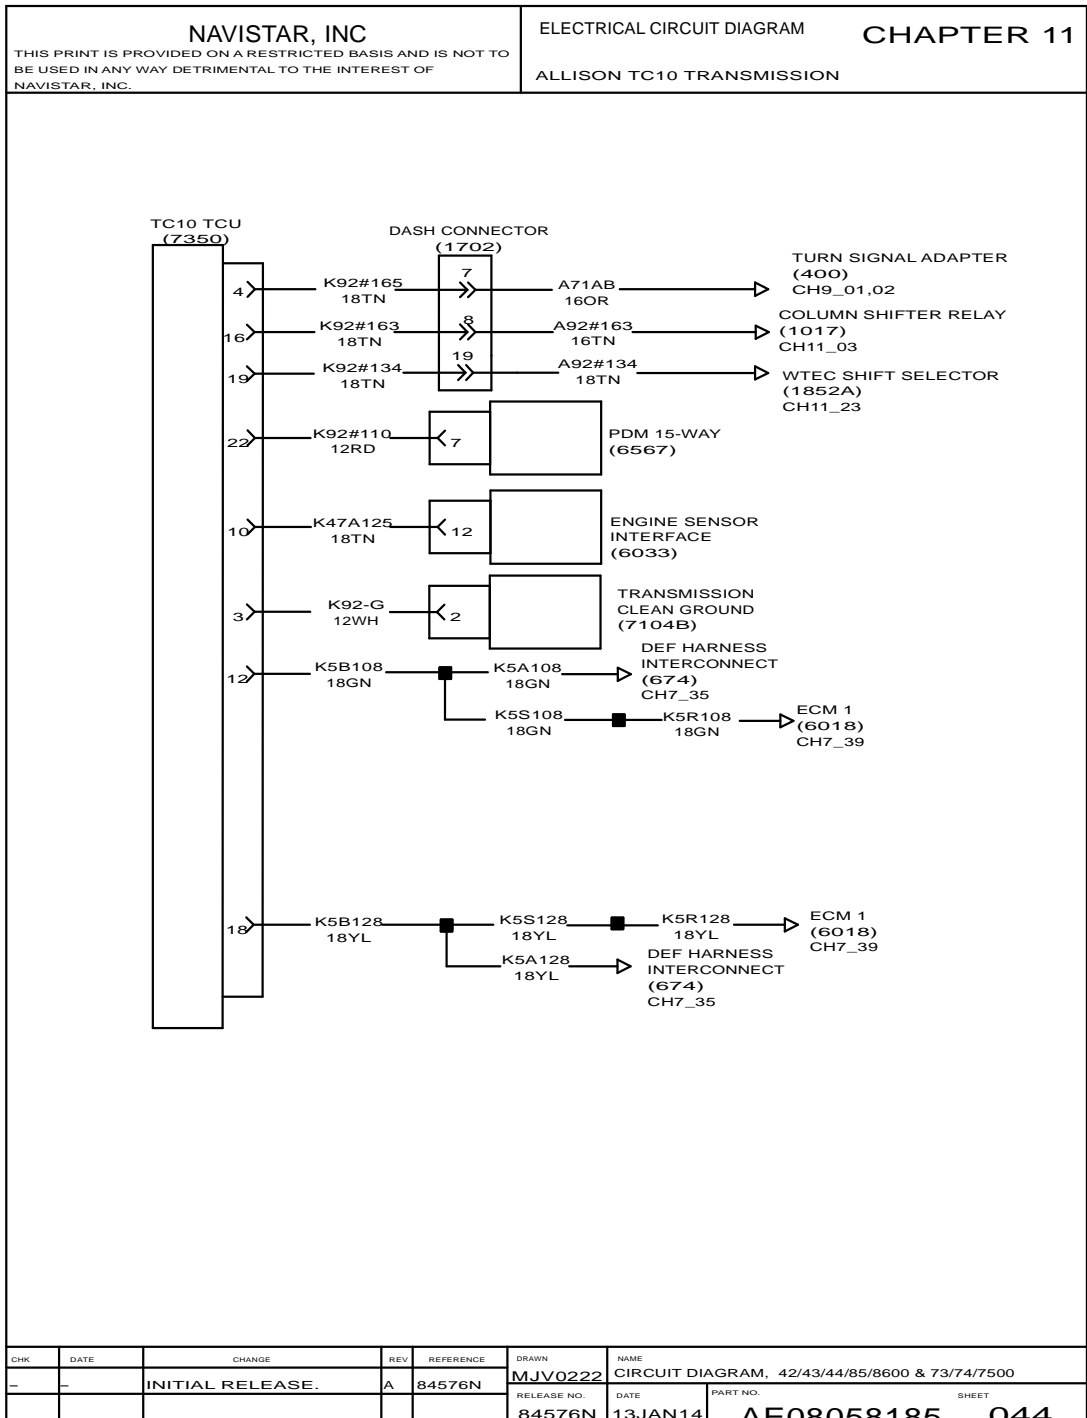 NAVISTAR, INC
THIS PRINT IS PROVIDED ON A RESTRICTED BASIS AND IS NOT TO
BE USED IN ANY WAY DETRIMENTAL TO THE INTEREST OF
NAVISTAR, INC.
ELECTRICAL CIRCUIT DIAGRAM
CHAPTER 11
ALLISON TC10 TRANSMISSION
TC10 TCU
(7350)
DASH CONNECTOR
(1702)
4
K92#165
18TN
7
A71AB
16OR
TURN SIGNAL ADAPTER
(400)
CH9_01,02
16
K92#163
18TN
8
A92#163
16TN
COLUMN SHIFTER RELAY
(1017)
CH11_03
19
K92#134
18TN
19
A92#134
18TN
WTEC SHIFT SELECTOR
(1852A)
CH11_23
22
K92#110
12RD
7
PDM 15-WAY
(6567)
10
K47A125
18TN
12
ENGINE SENSOR
INTERFACE
(6033)
3
K92-G
12WH
2
TRANSMISSION
CLEAN GROUND
(7104B)
12
K5B108
18GN
K5A108
18GN
DEF HARNESS
INTERCONNECT
(674)
CH7_35
K5S108
18GN
K5R108
18GN
ECM 1
(6018)
CH7_39
18
K5B128
18YL
K5S128
18YL
K5R128
18YL
ECM 1
(6018)
CH7_39
K5A128
18YL
DEF HARNESS
INTERCONNECT
(674)
CH7_35
CHK DATE CHANGE REV REFERENCE
– – INITIAL RELEASE. A 84576N
DRAWN
MJV0222
NAME
CIRCUIT DIAGRAM, 42/43/44/85/8600 & 73/74/7500
RELEASE NO.
84576N
DATE
13JAN14
PART NO.
AE08058185
SHEET
044